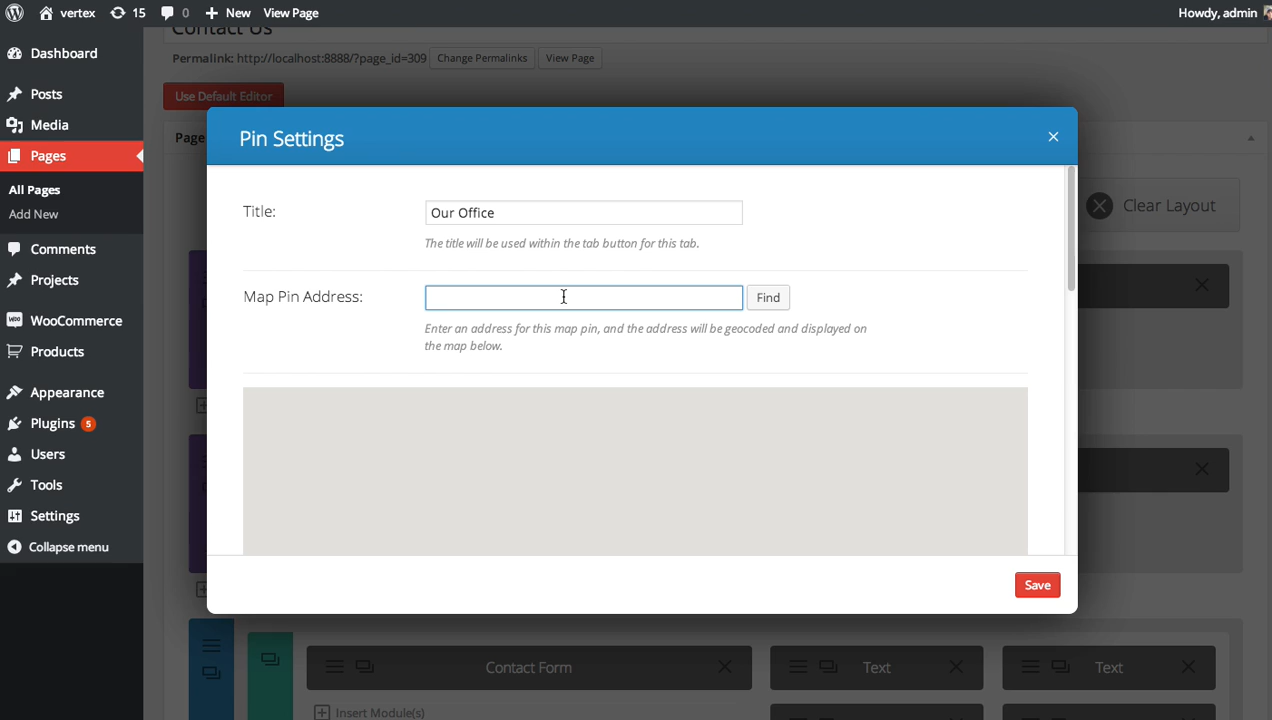 vertex 15 0 New View Page Howdy, admin
Contact Us
Permalink: http://localhost:8888/?page_id=309 Change Permalinks View Page
Use Default Editor
Page
Clear Layout
Dashboard
Posts
Media
Pages
All Pages
Add New
Comments
Projects
WooCommerce
Products
Appearance
Plugins 5
Users
Tools
Settings
Collapse menu
Pin Settings
Title: Our Office
The title will be used within the tab button for this tab.
Map Pin Address: Find
Enter an address for this map pin, and the address will be geocoded and displayed on
the map below.
Save
Contact Form Text Text
Insert Module(s)